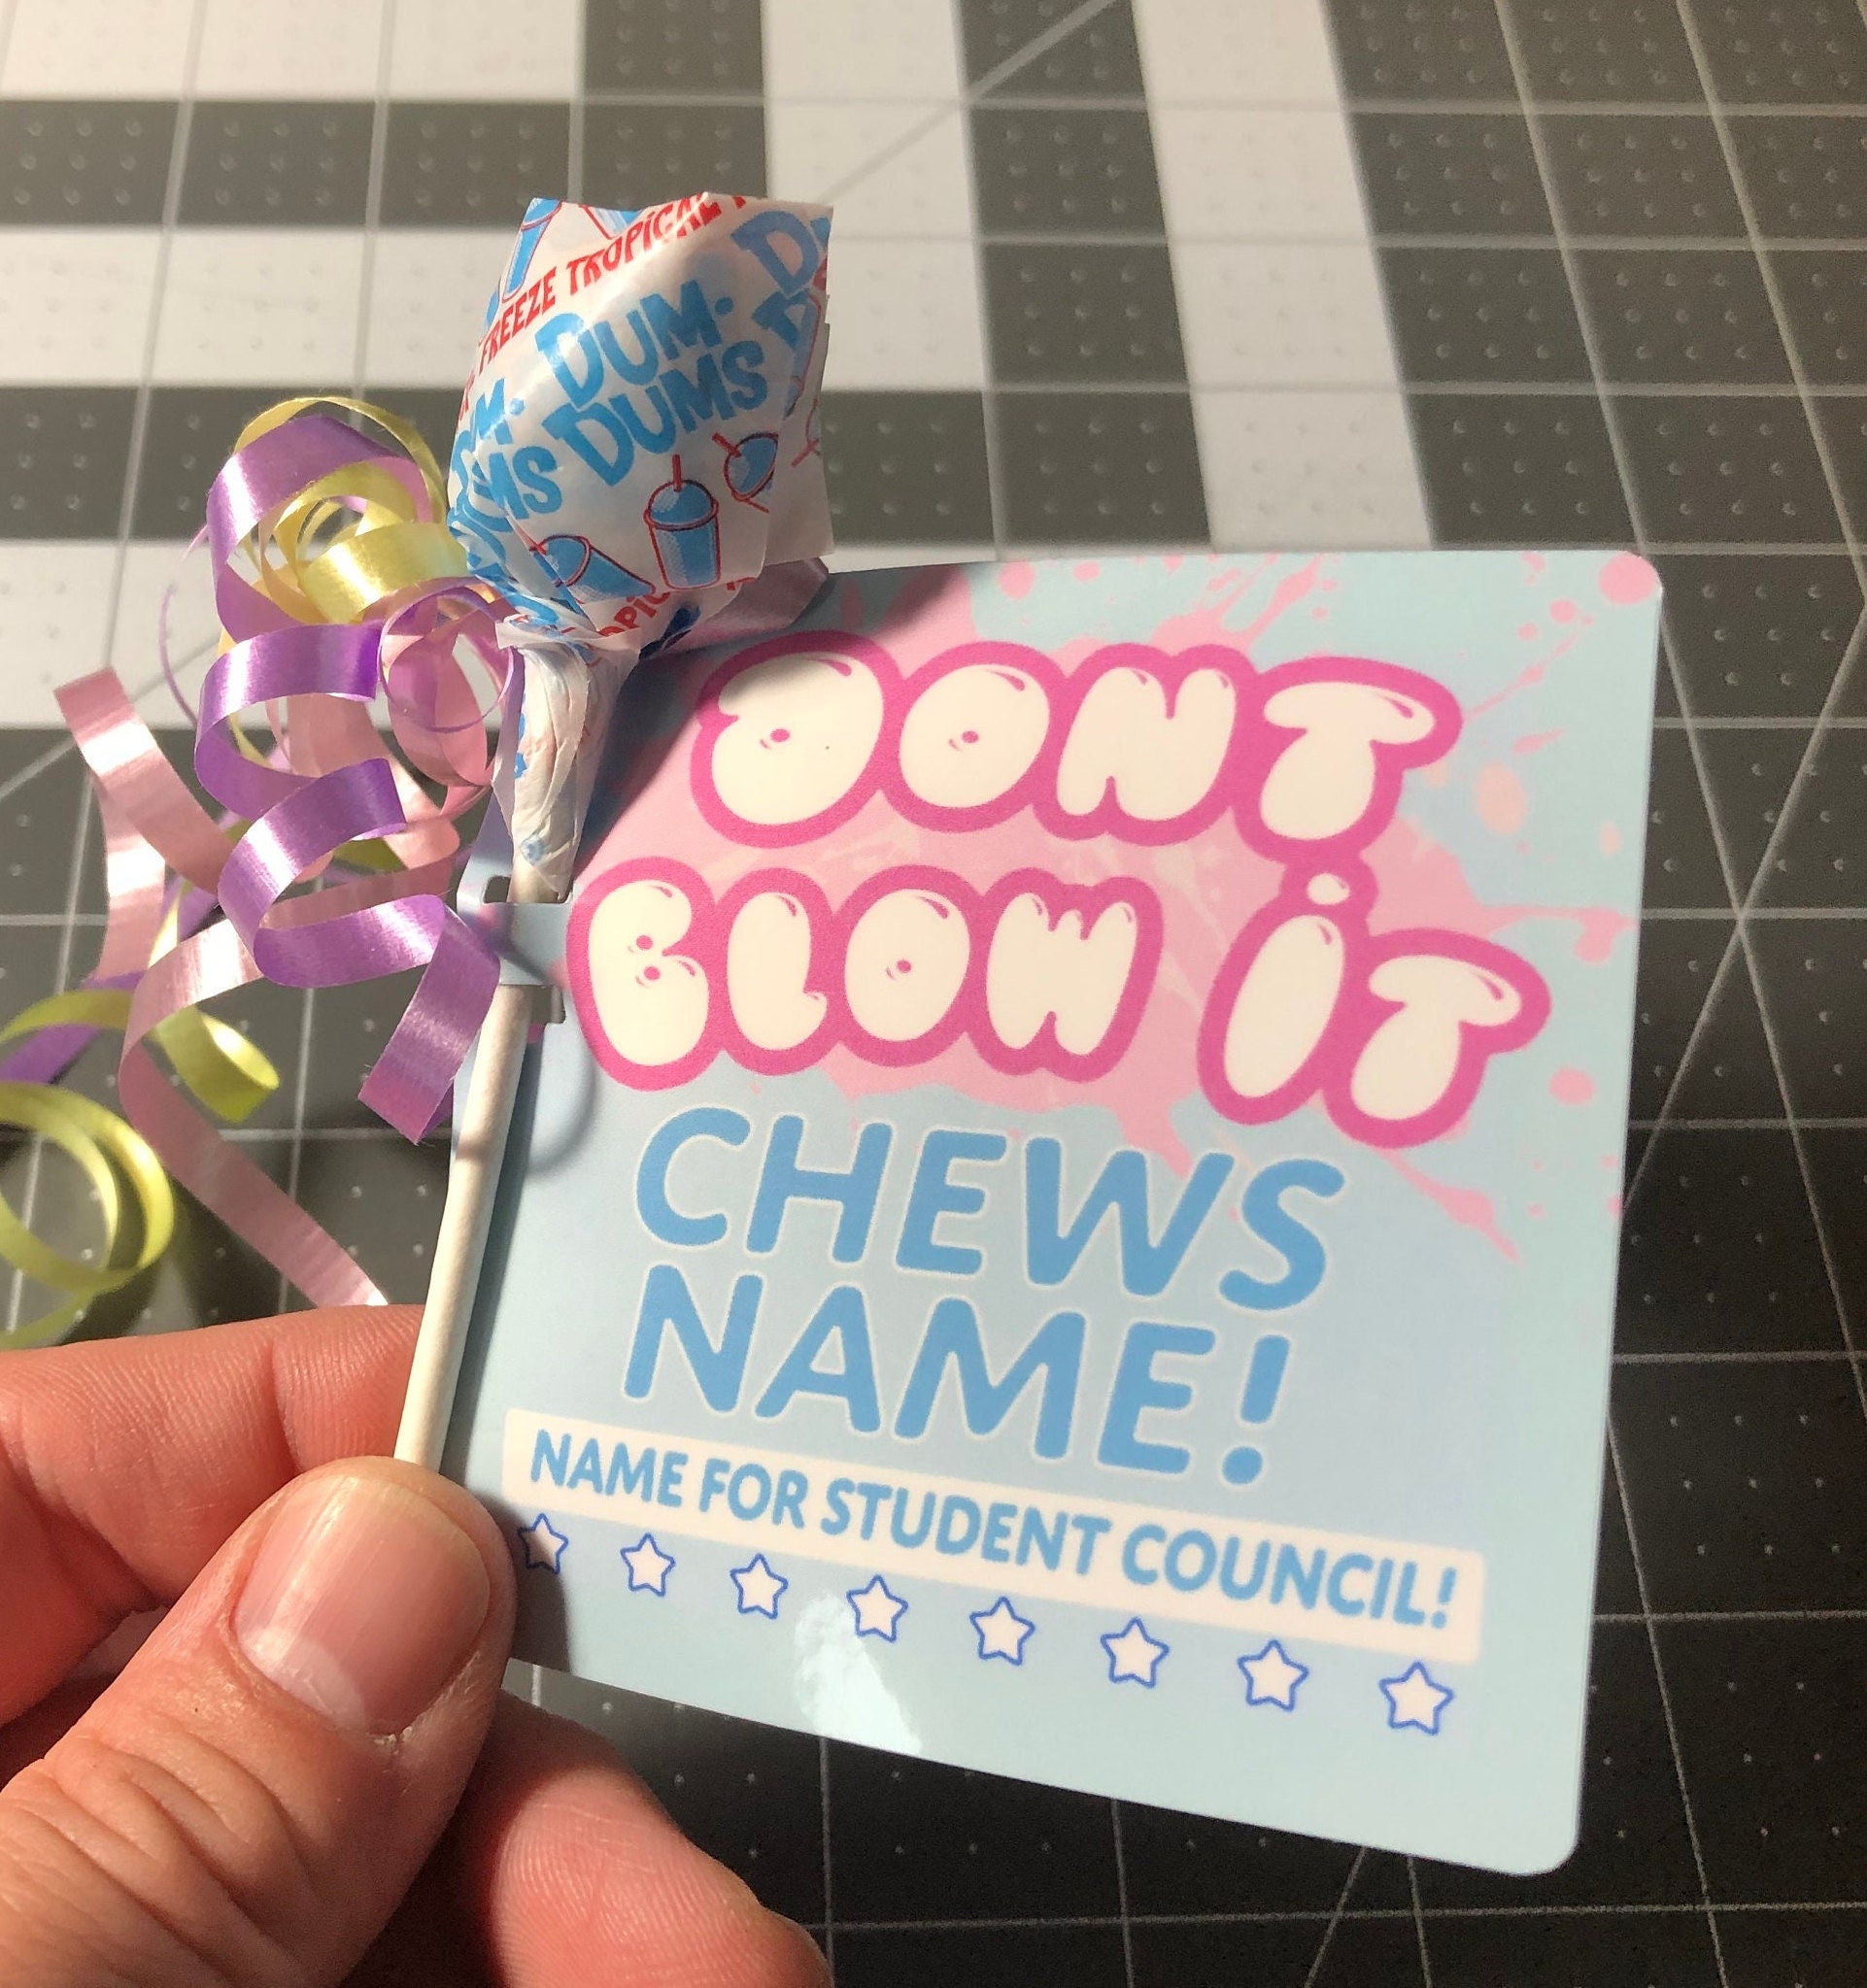 FREEZE TROPICAL
DUM-
DUMS
DONT
BLOW IT
CHEWS
NAME!
NAME FOR STUDENT COUNCIL!